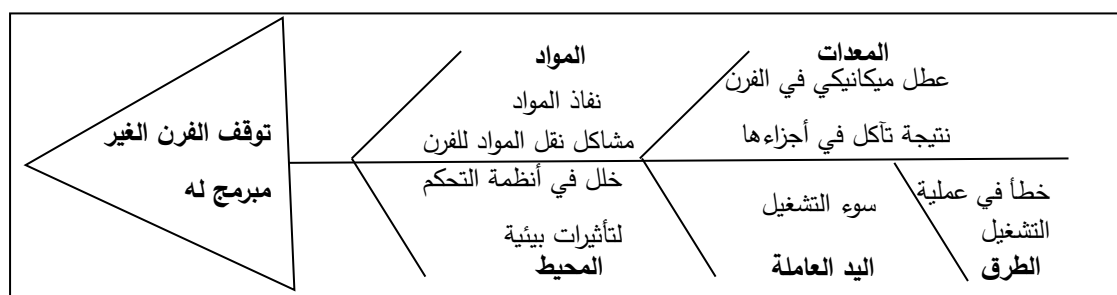 المعدات
عطل ميكانيكي في الفرن
نتيجة تآكل في أجزاءها
المواد
نفاذ المواد
مشاكل نقل المواد للفرن
توقف الفرن الغير
مبرمج له
خطأ في عملية
التشغيل
الطرق
سوء التشغيل
اليد العاملة
خلل في أنظمة التحكم
لتأثيرات بيئية
المحيط